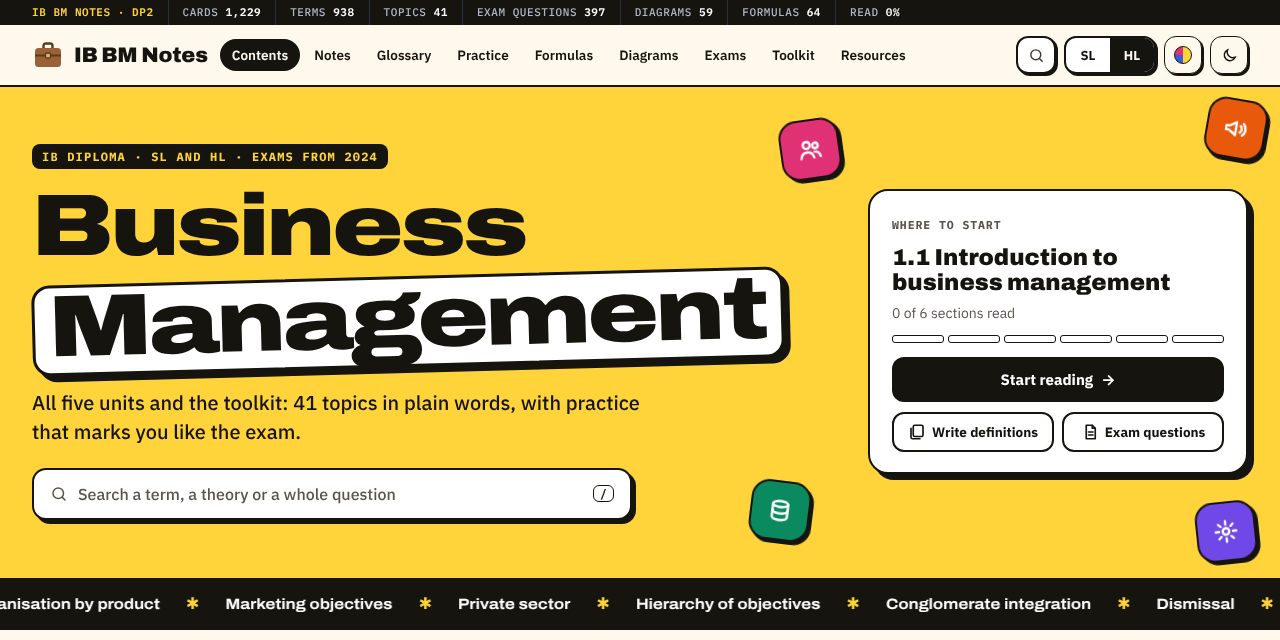 IB BM NOTES · DP2 CARDS 1,229 TERMS 938 TOPICS 41 EXAM QUESTIONS 397 DIAGRAMS 59 FORMULAS 64 READ 0%
IB BM Notes Contents Notes Glossary Practice Formulas Diagrams Exams Toolkit Resources SL HL
IB DIPLOMA · SL AND HL · EXAMS FROM 2024
Business
Management
All five units and the toolkit: 41 topics in plain words, with practice
that marks you like the exam.
Search a term, a theory or a whole question /
WHERE TO START
1.1 Introduction to
business management
0 of 6 sections read
Start reading →
Write definitions Exam questions
anisation by product * Marketing objectives * Private sector * Hierarchy of objectives * Conglomerate integration * Dismissal *